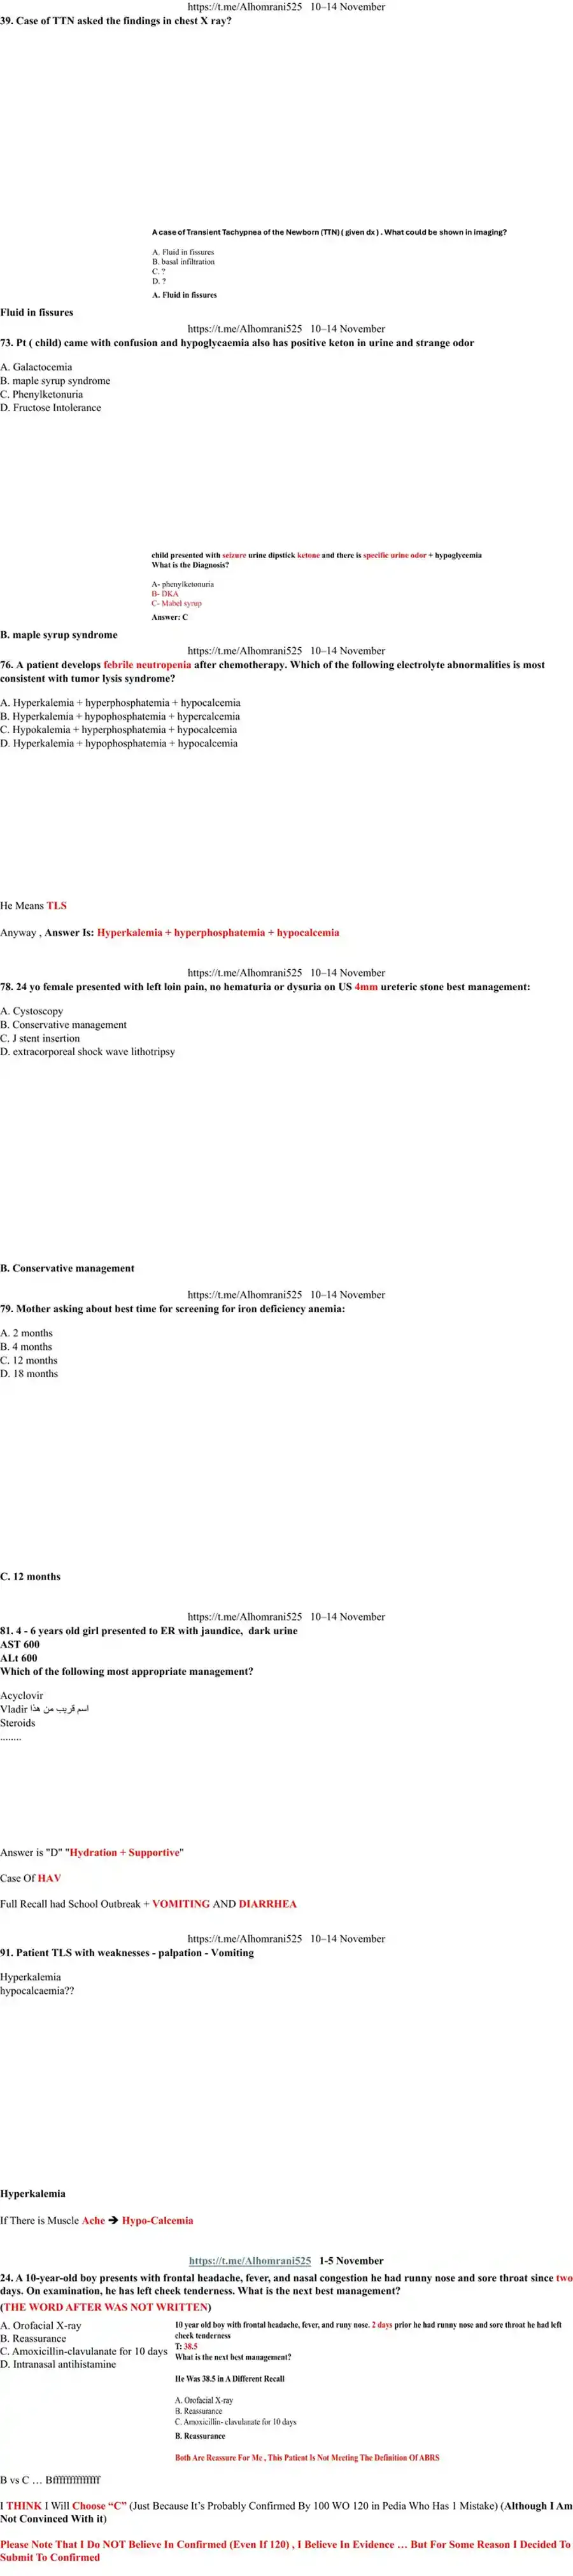 https://t.me/Alhomrani525 10–14 November
39. Case of TTN asked the findings in chest X ray?
A case of Transient Tachypnea of the Newborn (TTN) ( given dx ) . What could be shown in imaging?
A. Fluid in fissures
B. basal infiltration
C. ?
D. ?
A. Fluid in fissures
Fluid in fissures
https://t.me/Alhomrani525 10–14 November
73. Pt ( child) came with confusion and hypoglycaemia also has positive keton in urine and strange odor
A. Galactocemia
B. maple syrup syndrome
C. Phenylketonuria
D. Fructose Intolerance
child presented with seizure urine dipstick ketone and there is specific urine odor + hypoglycemia
What is the Diagnosis?
A- phenylketonuria
B- DKA
C- Mabel syrup
Answer: C
B. maple syrup syndrome
https://t.me/Alhomrani525 10–14 November
76. A patient develops febrile neutropenia after chemotherapy. Which of the following electrolyte abnormalities is most
consistent with tumor lysis syndrome?
A. Hyperkalemia + hyperphosphatemia + hypocalcemia
B. Hyperkalemia + hypophosphatemia + hypercalcemia
C. Hypokalemia + hyperphosphatemia + hypocalcemia
D. Hyperkalemia + hypophosphatemia + hypocalcemia
He Means TLS
Anyway , Answer Is: Hyperkalemia + hyperphosphatemia + hypocalcemia
https://t.me/Alhomrani525 10–14 November
78. 24 yo female presented with left loin pain, no hematuria or dysuria on US 4mm ureteric stone best management:
A. Cystoscopy
B. Conservative management
C. J stent insertion
D. extracorporeal shock wave lithotripsy
B. Conservative management
https://t.me/Alhomrani525 10–14 November
79. Mother asking about best time for screening for iron deficiency anemia:
A. 2 months
B. 4 months
C. 12 months
D. 18 months
C. 12 months
https://t.me/Alhomrani525 10–14 November
81. 4 - 6 years old girl presented to ER with jaundice, dark urine
AST 600
ALt 600
Which of the following most appropriate management?
Acyclovir
Vladir اسم قريب من هذا
Steroids
........
Answer is "D" "Hydration + Supportive"
Case Of HAV
Full Recall had School Outbreak + VOMITING AND DIARRHEA
https://t.me/Alhomrani525 10–14 November
91. Patient TLS with weaknesses - palpation - Vomiting
Hyperkalemia
hypocalcaemia??
Hyperkalemia
If There is Muscle Ache ➔ Hypo-Calcemia
https://t.me/Alhomrani525 1-5 November
24. A 10-year-old boy presents with frontal headache, fever, and nasal congestion he had runny nose and sore throat since two
days. On examination, he has left cheek tenderness. What is the next best management?
(THE WORD AFTER WAS NOT WRITTEN)
A. Orofacial X-ray
B. Reassurance
C. Amoxicillin-clavulanate for 10 days
D. Intranasal antihistamine
10 year old boy with frontal headache, fever, and runy nose. 2 days prior he had runny nose and sore throat he had left
cheek tenderness
T: 38.5
What is the next best management?
He Was 38.5 in A Different Recall
A. Orofacial X-ray
B. Reassurance
C. Amoxicillin- clavulanate for 10 days
B. Reassurance
Both Are Reassure For Me , This Patient Is Not Meeting The Definition Of ABRS
B vs C … Bffffffffffffff
I THINK I Will Choose “C” (Just Because It’s Probably Confirmed By 100 WO 120 in Pedia Who Has 1 Mistake) (Although I Am
Not Convinced With it)
Please Note That I Do NOT Believe In Confirmed (Even If 120) , I Believe In Evidence … But For Some Reason I Decided To
Submit To Confirmed